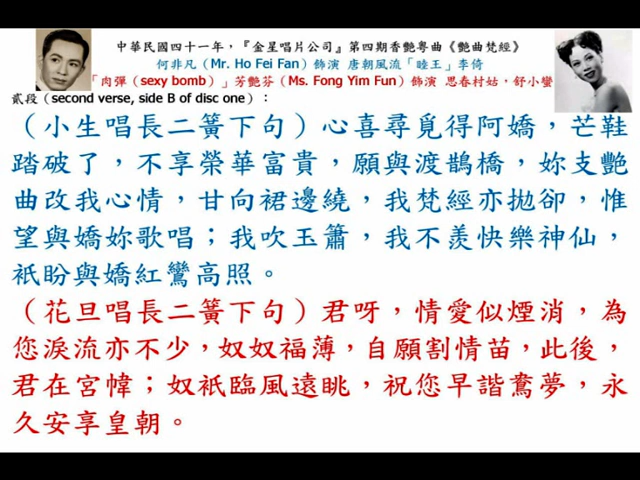 中華民國四十一年，『金星唱片公司』第四期香艷粵曲《艷曲梵經》
何非凡（Mr. Ho Fei Fan）飾演 唐朝風流「睦王」李倚
「肉彈（sexy bomb）」芳艷芬（Ms. Fong Yim Fun）飾演 思春村姑，舒小鑾
貳段（second verse, side B of disc one）：
（小生唱長二簧下句）心喜尋覓得阿嬌，芒鞋
踏破了，不享榮華富貴，願與渡鵲橋，妳支艷
曲改我心情，甘向裙邊繞，我梵經亦拋卻，惟
望與嬌妳歌唱；我吹玉簫，我不羨快樂神仙，
衹盼與嬌紅鸞高照。
（花旦唱長二簧下句）君呀，情愛似煙消，為
您淚流亦不少，奴奴福薄，自願割情苗，此後，
君在宮幃；奴衹臨風遠眺，祝您早諧鴦夢，永
久安享皇朝。